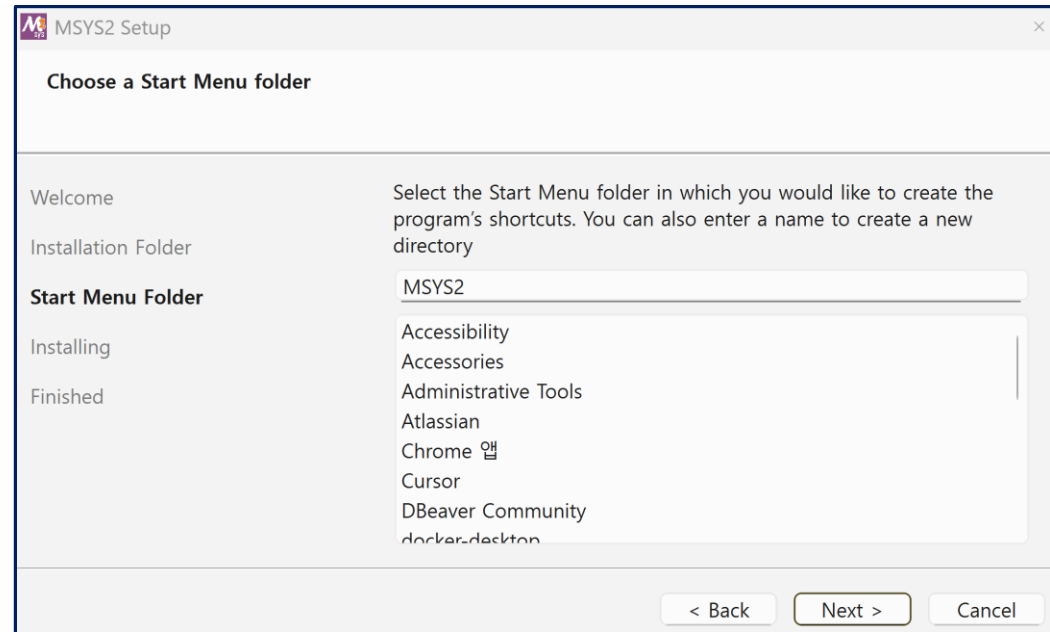 MSYS2 Setup
Choose a Start Menu folder
Welcome
Installation Folder
Start Menu Folder
Installing
Finished
Select the Start Menu folder in which you would like to create the
program's shortcuts. You can also enter a name to create a new
directory
MSYS2
Accessibility
Accessories
Administrative Tools
Atlassian
Chrome 앱
Cursor
DBeaver Community
docker-desktop
< Back
Next >
Cancel